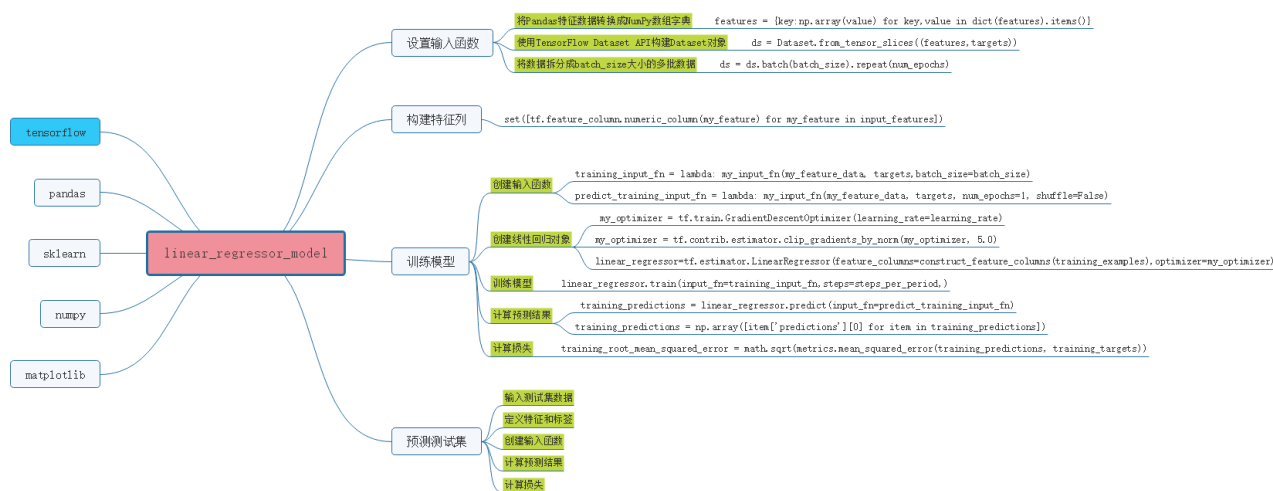 tensorflow
pandas
sklearn
numpy
matplotlib
linear_regressor_model
设置输入函数
将Pandas特征数据转换成NumPy数组字典 features = {key:np.array(value) for key,value in dict(features).items()]
使用TensorFlow Dataset API构建Dataset对象 ds = Dataset.from_tensor_slices((features,targets))
将数据拆分成batch_size大小的多批数据 ds = ds.batch(batch_size).repeat(num_epochs)
构建特征列
set([tf.feature_column.numeric_column(my_feature) for my_feature in input_features])
训练模型
创建输入函数
training_input_fn = lambda: my_input_fn(my_feature_data, targets,batch_size=batch_size)
predict_training_input_fn = lambda: my_input_fn(my_feature_data, targets, num_epochs=1, shuffle=False)
创建线性回归对象
my_optimizer = tf.train.GradientDescentOptimizer(learning_rate=learning_rate)
my_optimizer = tf.contrib.estimator.clip_gradients_by_norm(my_optimizer, 5.0)
linear_regressor=tf.estimator.LinearRegressor(feature_columns=construct_feature_columns(training_examples),optimizer=my_optimizer)
训练模型 linear_regressor.train(input_fn=training_input_fn,steps=steps_per_period,)
计算预测结果
training_predictions = linear_regressor.predict(input_fn=predict_training_input_fn)
training_predictions = np.array([item['predictions'][0] for item in training_predictions])
计算损失 training_root_mean_squared_error = math.sqrt(metrics.mean_squared_error(training_predictions, training_targets))
预测测试集
输入测试集数据
定义特征和标签
创建输入函数
计算预测结果
计算损失